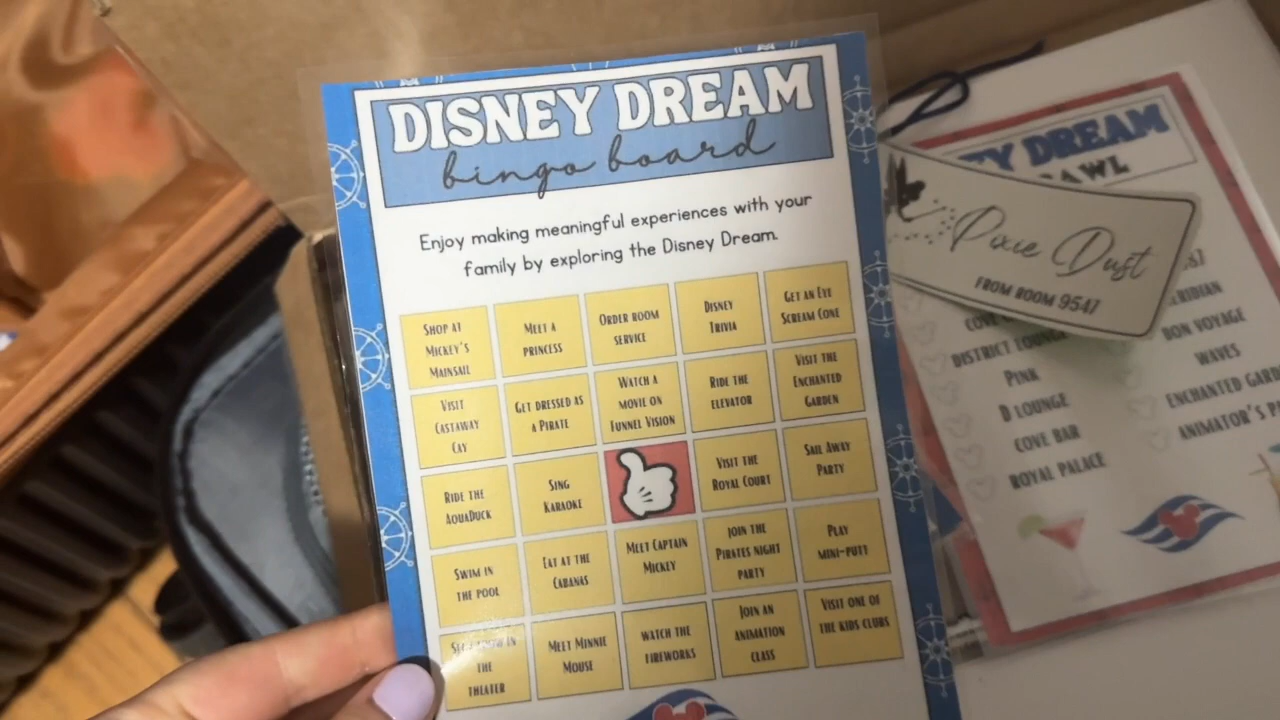 DISNEY DREAM
bingo board
Enjoy making meaningful experiences with your
family by exploring the Disney Dream.
SHOP AT
MICKEY'S
MAINSAIL
MEET A
PRINCESS
ORDER ROOM
SERVICE
DISNEY
TRIVIA
GET AN EYE
SCREAM CONE
VISIT
CASTAWAY
CAY
GET DRESSED AS
A PIRATE
WATCH A
MOVIE ON
FUNNEL VISION
RIDE THE
ELEVATOR
VISIT THE
ENCHANTED
GARDEN
RIDE THE
AQUADUCK
SING
KARAOKE
VISIT THE
ROYAL COURT
SAIL AWAY
PARTY
SWIM IN
THE POOL
EAT AT THE
CABANAS
MEET CAPTAIN
MICKEY
JOIN THE
PIRATES NIGHT
PARTY
PLAY
MINI-PUTT
IN
THE
THEATER
MEET MINNIE
MOUSE
WATCH THE
FIREWORKS
JOIN AN
ANIMATION
CLASS
VISIT ONE OF
THE KIDS CLUBS
DREAM
Pixie Dust
FROM ROOM 9547
COVE
DISTRICT LOUNGE
PINK
D LOUNGE
COVE BAR
ROYAL PALACE
BON VOYAGE
WAVES
ENCHANTED
ANIMATOR'S